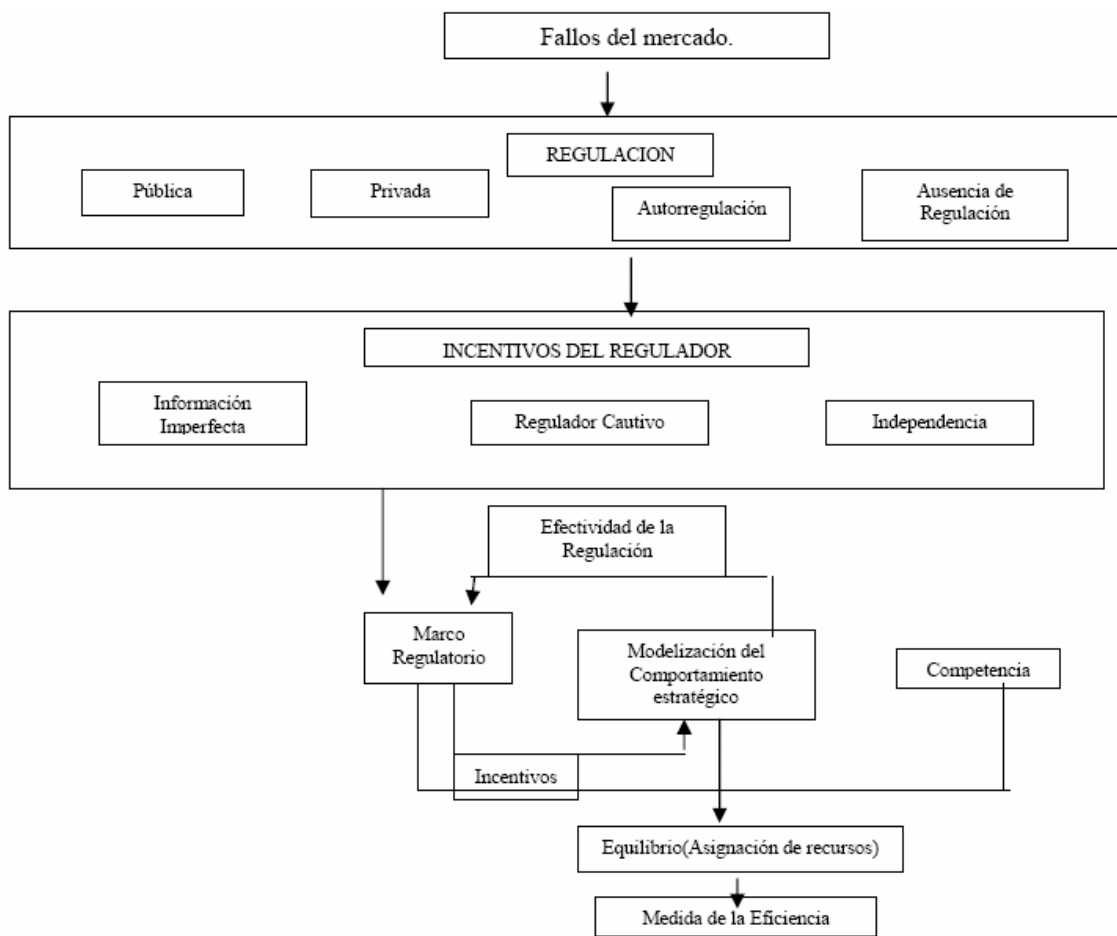 Fallos del mercado.
REGULACION
Pública
Privada
Autorregulación
Ausencia de
Regulación
INCENTIVOS DEL REGULADOR
Información
Imperfecta
Regulador Cautivo
Independencia
Efectividad de la
Regulación
Marco
Regulatorio
Modelización del
Comportamiento
estratégico
Competencia
Incentivos
Equilibrio(Asignación de recursos)
Medida de la Eficiencia